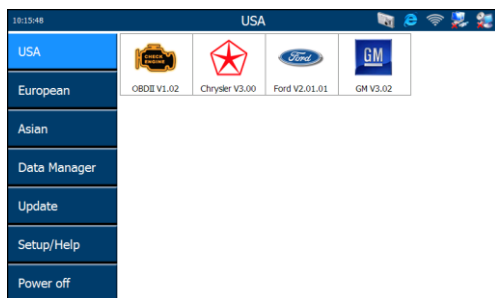 10:15:48
USA
USA
European
Asian
Data Manager
Update
Setup/Help
Power off
CHECK
ENGINE
OBDⅡ V1.02
Chrysler V3.00
Ford
Ford V2.01.01
GM
GM V3.02